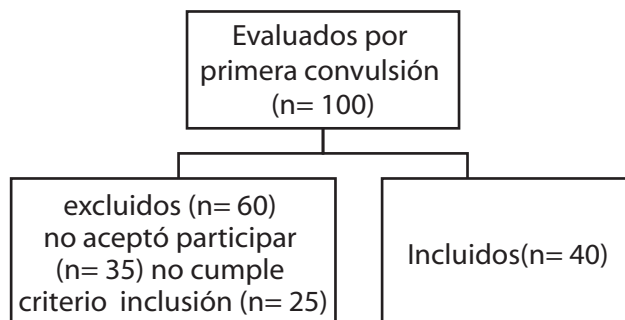 Evaluados por
primera convulsión
(n= 100)
excluidos (n= 60)
no aceptó participar
(n= 35) no cumple
criterio inclusión (n= 25)
Incluidos(n= 40)